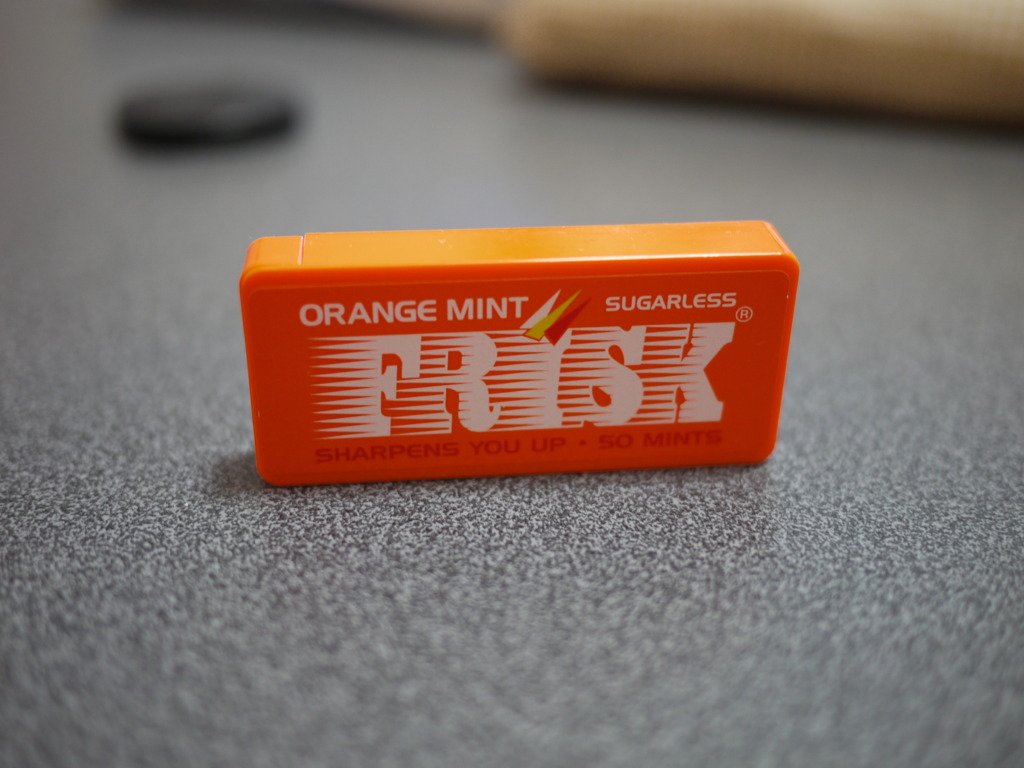 ORANGE MINT SUGARLESS
FRISK®
SHARPENS YOU UP • 50 MINTS